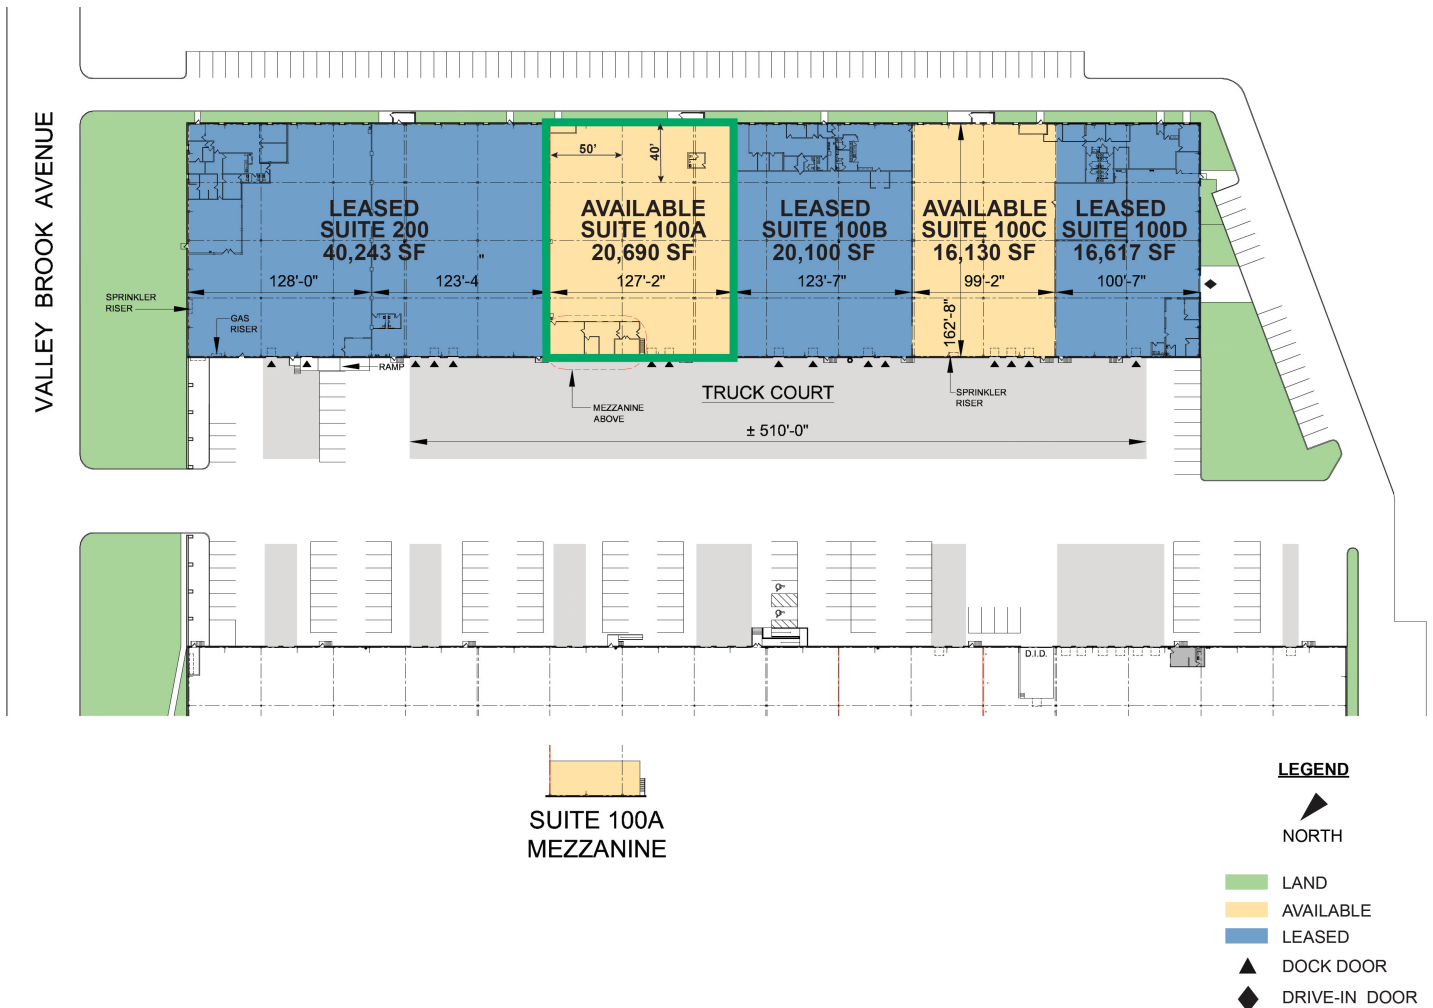 VALLEY BROOK AVENUE
LEASED
SUITE 200
40,243 SF
128'-0"
123'-4
"
50'
40'
AVAILABLE
SUITE 100A
20,690 SF
127'-2"
LEASED
SUITE 100B
20,100 SF
123'-7"
AVAILABLE
SUITE 100C
16,130 SF
99'-2"
162'-8"
LEASED
SUITE 100D
16,617 SF
100'-7"
SPRINKLER
RISER
GAS
RISER
RAMP
MEZZANINE
ABOVE
TRUCK COURT
± 510'-0"
SPRINKLER
RISER
D.I.D.
SUITE 100A
MEZZANINE
LEGEND
NORTH
LAND
AVAILABLE
LEASED
DOCK DOOR
DRIVE-IN DOOR